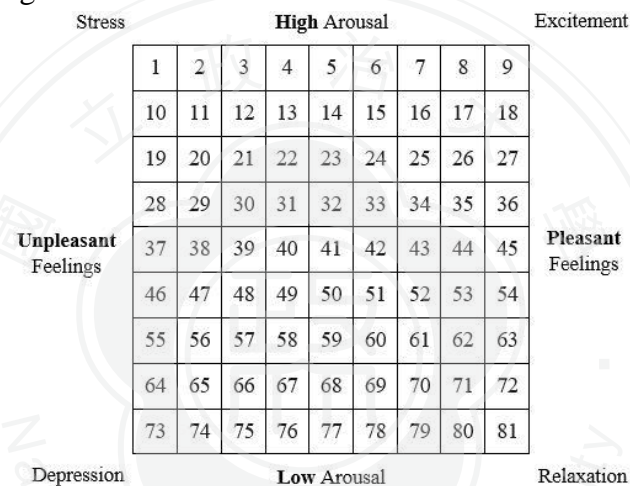 Stress High Arousal Excitement
1 2 3 4 5 6 7 8 9
10 11 12 13 14 15 16 17 18
19 20 21 22 23 24 25 26 27
28 29 30 31 32 33 34 35 36
Unpleasant Feelings 37 38 39 40 41 42 43 44 45 Pleasant Feelings
46 47 48 49 50 51 52 53 54
55 56 57 58 59 60 61 62 63
64 65 66 67 68 69 70 71 72
73 74 75 76 77 78 79 80 81
Depression Low Arousal Relaxation
立 政 治